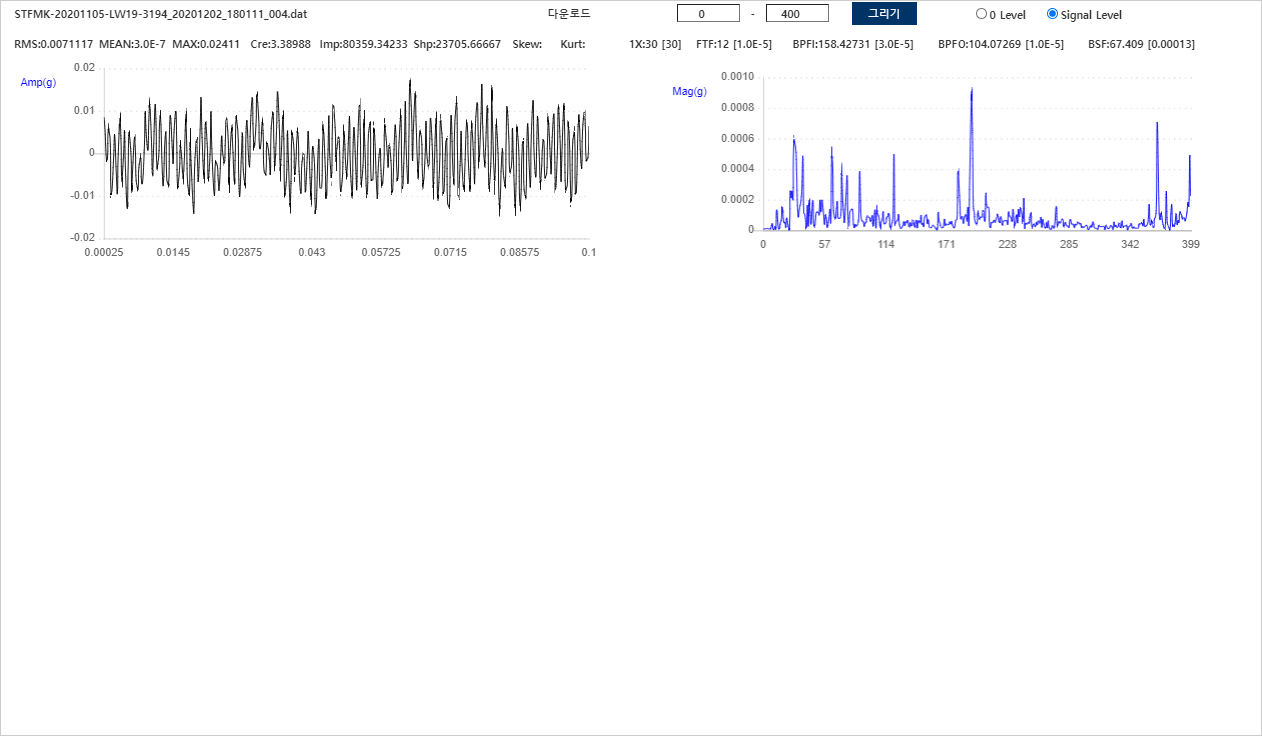 STFMK-20201105-LW19-3194_20201202_180111_004.dat 다운로드 0 - 400 그리기 0 Level Signal Level
RMS:0.0071117 MEAN:3.0E-7 MAX:0.02411 Cre:3.38988 Imp:80359.34233 Shp:23705.66667 Skew: Kurt: 1X:30 [30] FTF:12 [1.0E-5] BPFI:158.42731 [3.0E-5] BPFO:104.07269 [1.0E-5] BSF:67.409 [0.00013]
Amp(g)
0.02
0.01
0
-0.01
-0.02
0.00025 0.0145 0.02875 0.043 0.05725 0.0715 0.08575 0.1
Mag(g)
0.0010
0.0008
0.0006
0.0004
0.0002
0
0 57 114 171 228 285 342 399